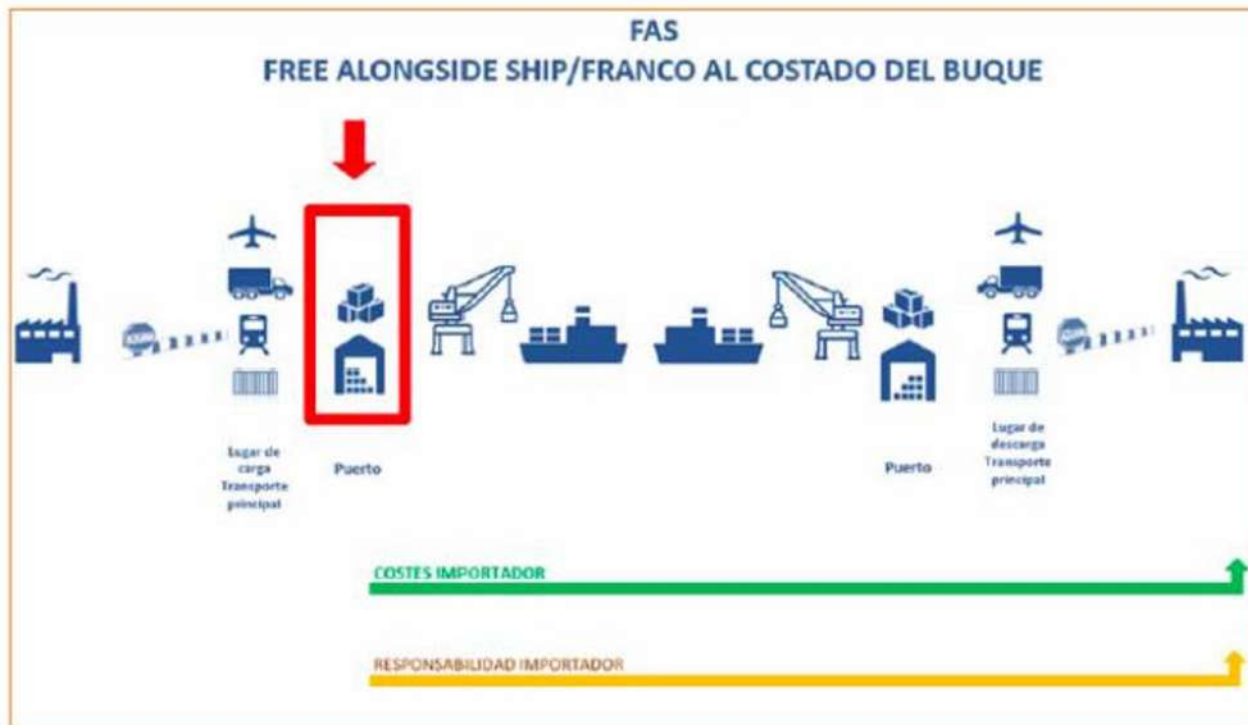 FAS
FREE ALONGSIDE SHIP/FRANCO AL COSTADO DEL BUQUE
Lugar de
carga
Transporte
principal
Puerto
Puerto
Lugar de
descarga
Transporte
principal
COSTES IMPORTADOR
RESPONSABILIDAD IMPORTADOR